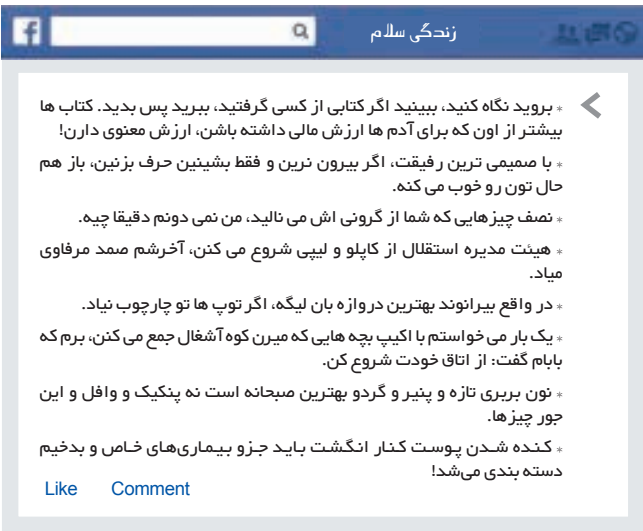 f
زندگی سلام
* بروید نگاه کنید، ببینید اگر کتابی از کسی گرفتید، ببرید پس بدید. کتاب ها
بیشتر از اون که برای آدم ها ارزش مالی داشته باشن، ارزش معنوی دارن!
* با صمیمی ترین رفیقت، اگر بیرون نرین و فقط بشینین حرف بزنین، باز هم
حال تون رو خوب می کنه.
* نصف چیزهایی که شما از گرونی اش می نالید، من نمی دونم دقیقا چیه.
* هیئت مدیره استقلال از کاپلو و لیپی شروع می کنن، آخرشم صمد مرفاوی
میاد.
* در واقع بیرانوند بهترین دروازه بان لیگه، اگر توپ ها تو چارچوب نیاد.
* یک بار می خواستم با اکیپ بچه هایی که میرن کوه آشغال جمع می کنن، برم که
بابام گفت: از اتاق خودت شروع کن.
* نون بربری تازه و پنیر و گردو بهترین صبحانه است نه پنکیک و وافل و این
جور چیزها.
* کنده شدن پوست کنار انگشت باید جزو بیماری‌های خاص و بدخیم
دسته بندی می‌شد!
Like Comment